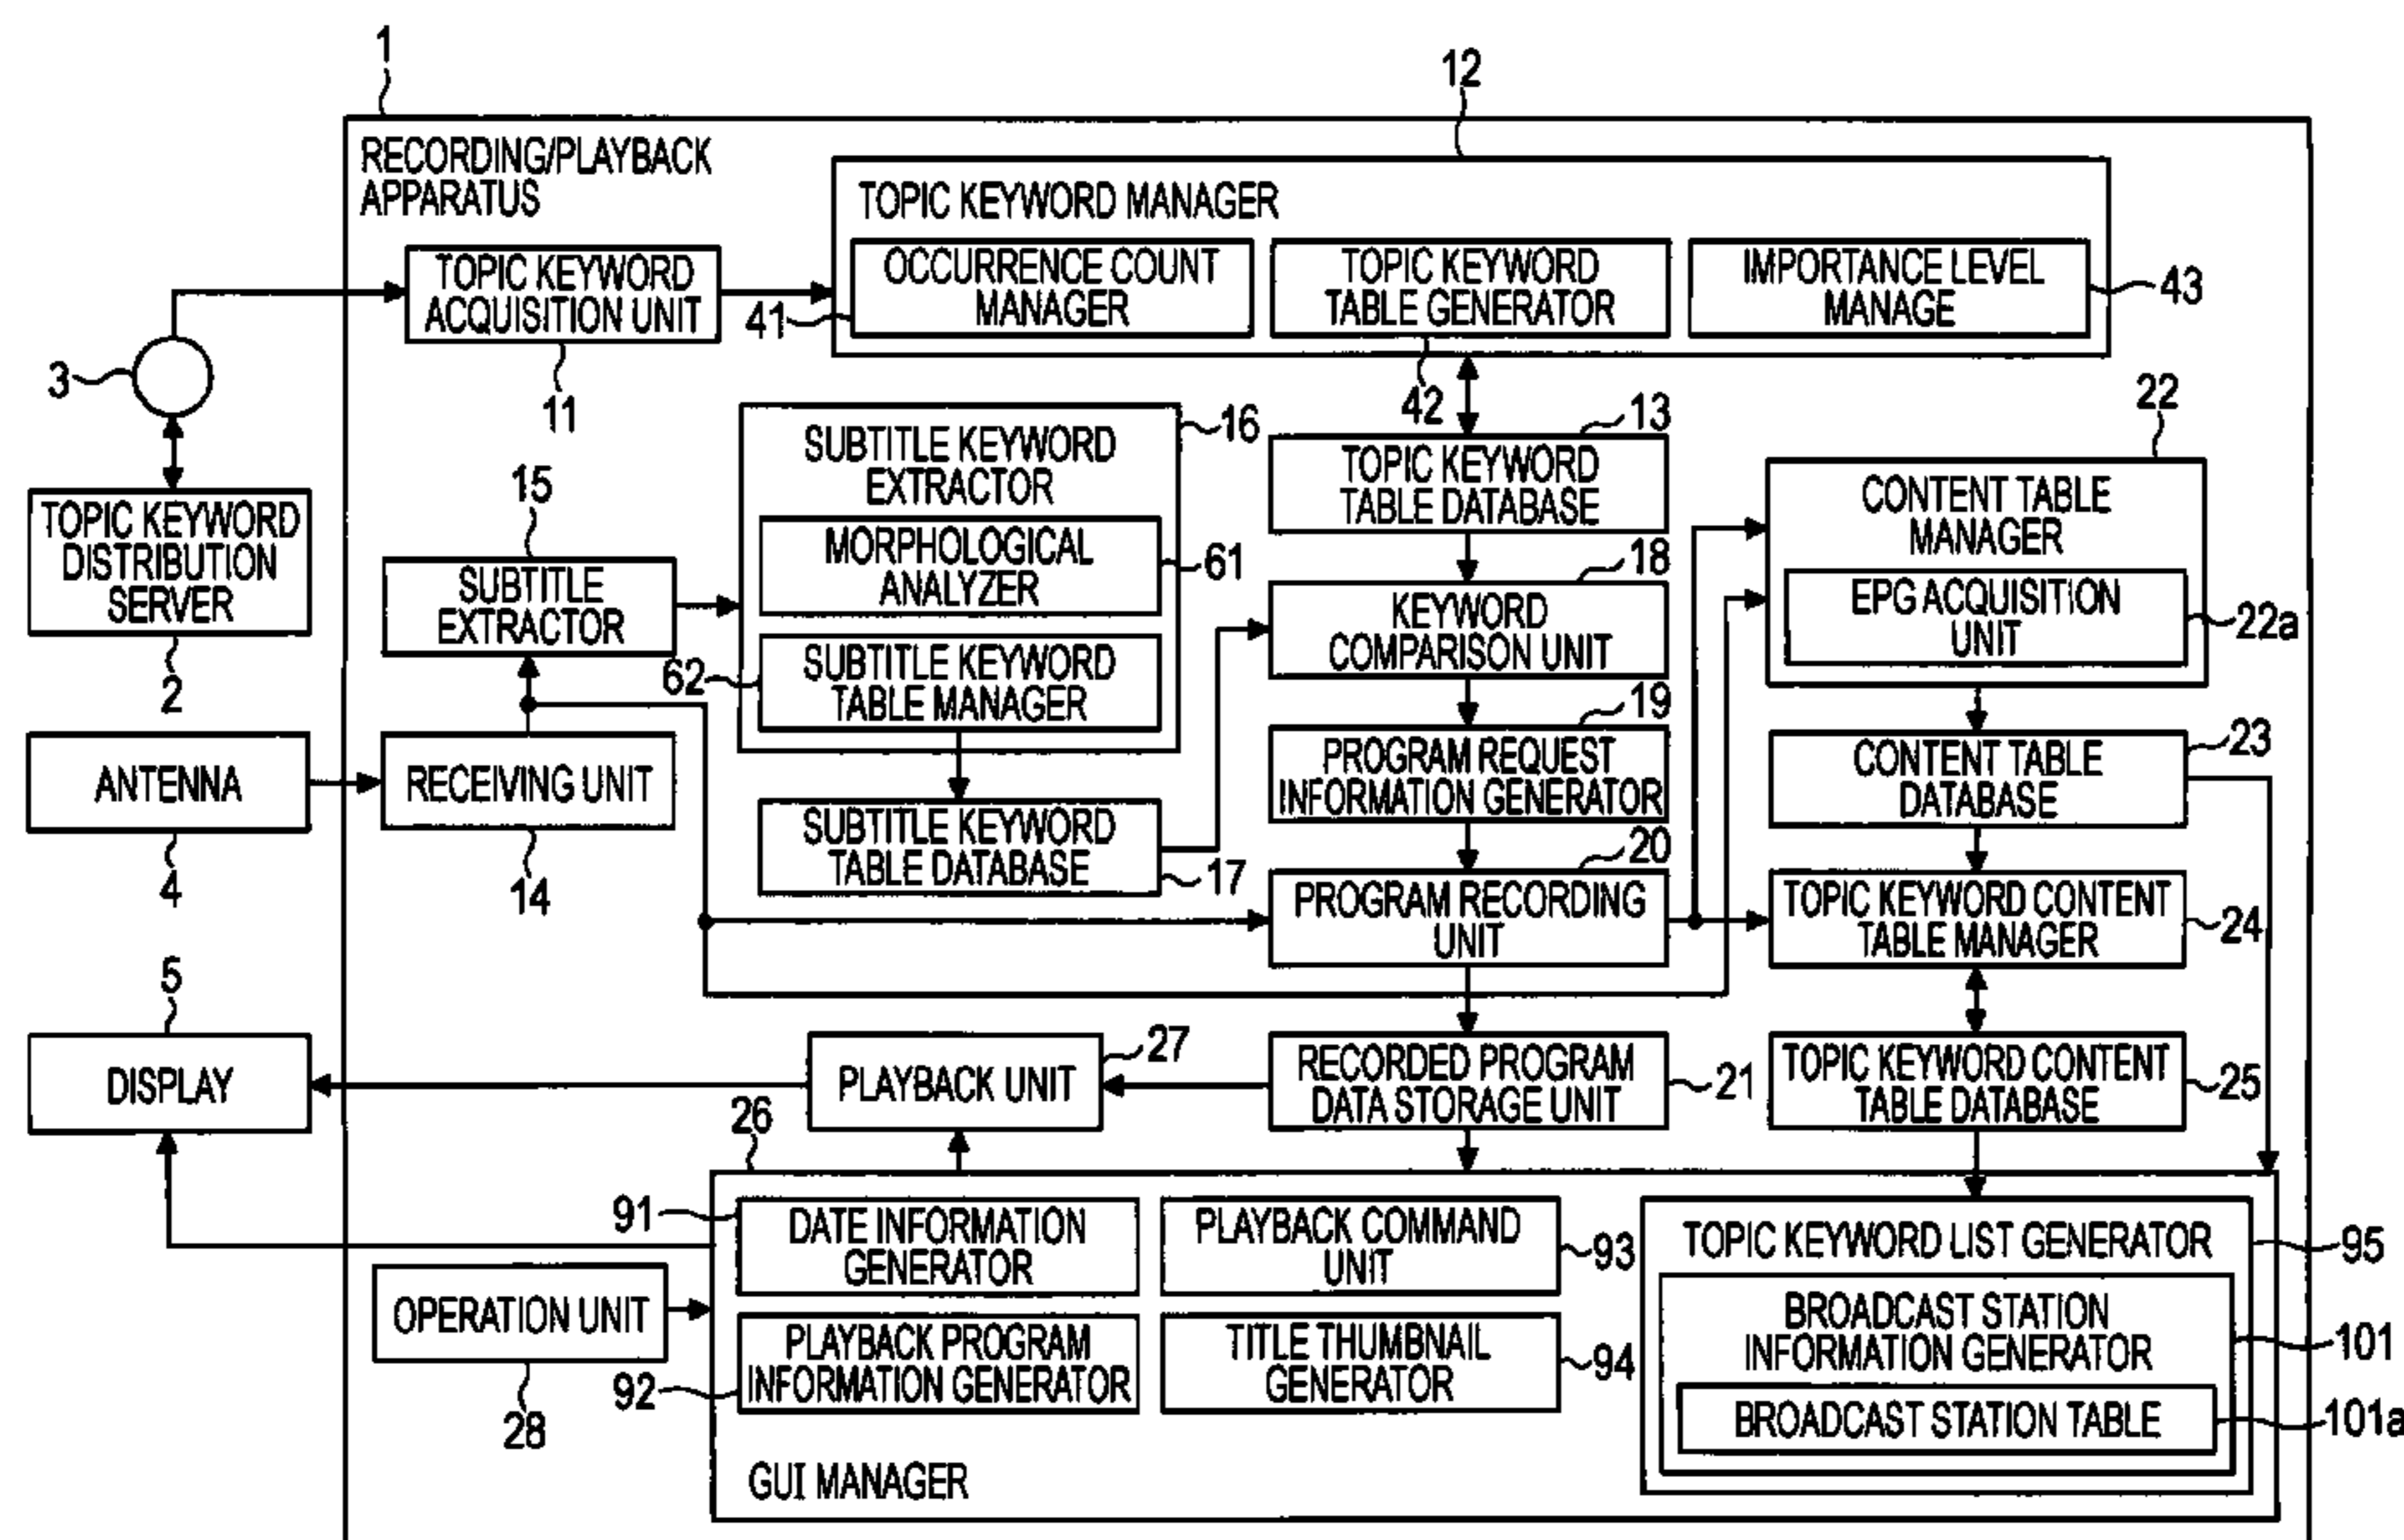 1
12
RECORDING/PLAYBACK
APPARATUS
TOPIC KEYWORD MANAGER
TOPIC KEYWORD
ACQUISITION UNIT
11
OCCURRENCE COUNT
MANAGER
41
TOPIC KEYWORD
TABLE GENERATOR
42
IMPORTANCE LEVEL
MANAGE
43
3
TOPIC KEYWORD
DISTRIBUTION
SERVER
2
15
SUBTITLE
EXTRACTOR
16
SUBTITLE KEYWORD
EXTRACTOR
MORPHOLOGICAL
ANALYZER
61
62
SUBTITLE KEYWORD
TABLE MANAGER
13
TOPIC KEYWORD
TABLE DATABASE
18
KEYWORD
COMPARISON UNIT
22
CONTENT TABLE
MANAGER
EPG ACQUISITION
UNIT
22a
ANTENNA
4
RECEIVING UNIT
14
SUBTITLE KEYWORD
TABLE DATABASE
17
19
PROGRAM REQUEST
INFORMATION GENERATOR
20
PROGRAM RECORDING
UNIT
23
CONTENT TABLE
DATABASE
TOPIC KEYWORD CONTENT
TABLE MANAGER
24
5
DISPLAY
PLAYBACK UNIT
27
RECORDED PROGRAM
DATA STORAGE UNIT
21
TOPIC KEYWORD CONTENT
TABLE DATABASE
25
26
91
DATE INFORMATION
GENERATOR
PLAYBACK COMMAND
UNIT
93
TOPIC KEYWORD LIST GENERATOR
95
OPERATION UNIT
28
PLAYBACK PROGRAM
INFORMATION GENERATOR
92
TITLE THUMBNAIL
GENERATOR
94
BROADCAST STATION
INFORMATION GENERATOR
101
BROADCAST STATION TABLE
101a
GUI MANAGER